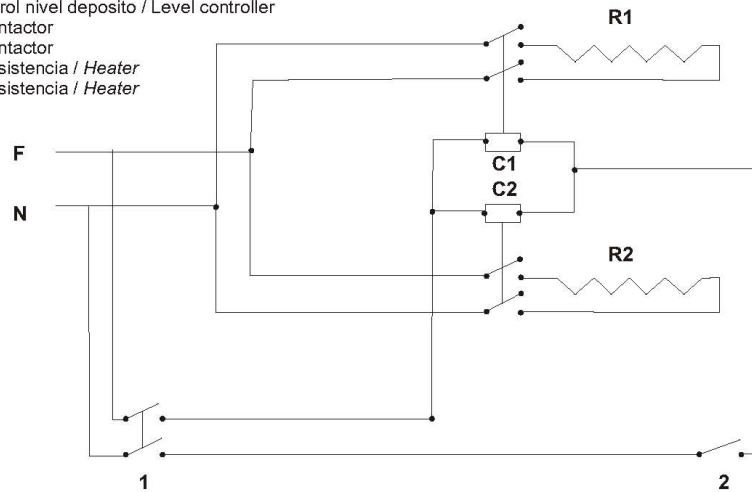 rol nivel deposito / Level controller
ntactor
ntactor
sistencia / Heater
sistencia / Heater
R1
F
C1
C2
N
R2
1
2